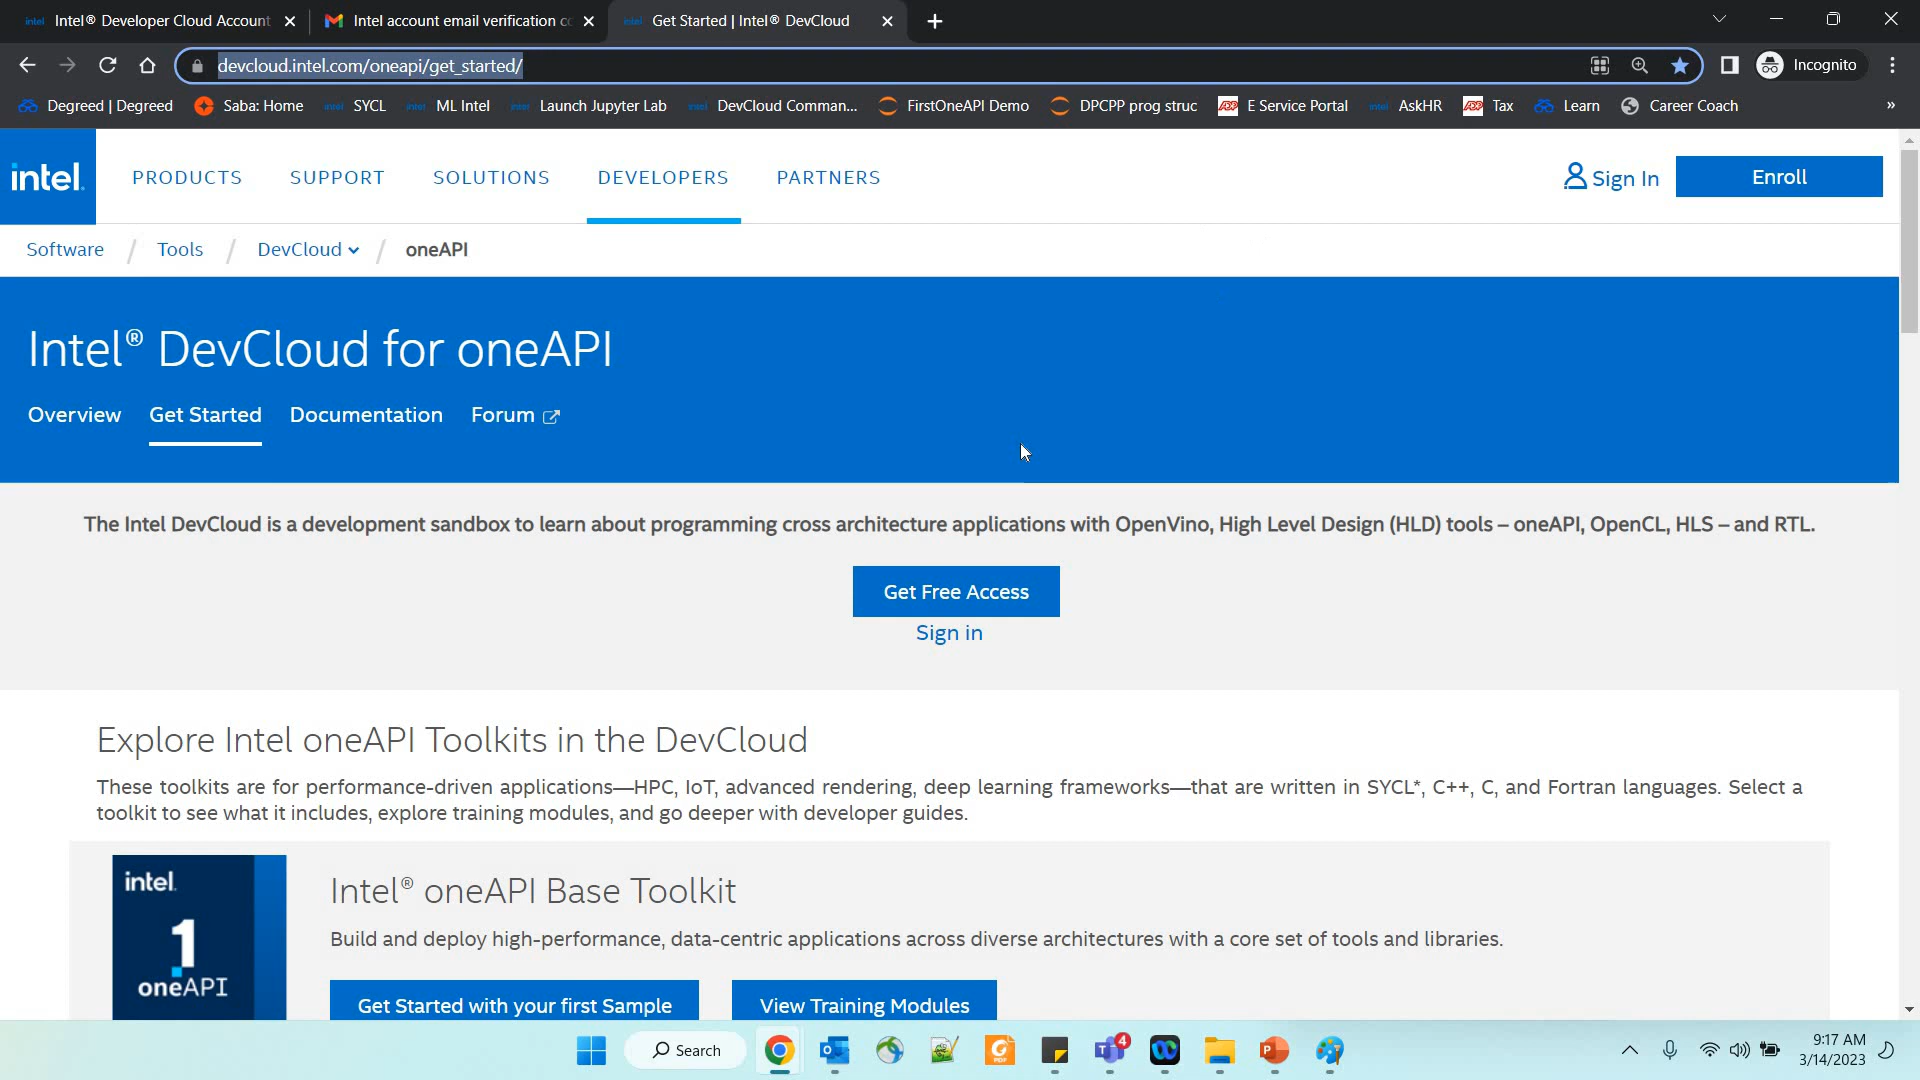 Intel® Developer Cloud Account
Intel account email verification co
Get Started | Intel® DevCloud
devcloud.intel.com/oneapi/get_started/
Incognito
Degreed | Degreed
Saba: Home
SYCL
ML Intel
Launch Jupyter Lab
DevCloud Comman...
FirstOneAPI Demo
DPCPP prog struc
E Service Portal
AskHR
Tax
Learn
Career Coach
intel.
PRODUCTS
SUPPORT
SOLUTIONS
DEVELOPERS
PARTNERS
Sign In
Enroll
Software / Tools / DevCloud / oneAPI
Intel® DevCloud for oneAPI
Overview
Get Started
Documentation
Forum
The Intel DevCloud is a development sandbox to learn about programming cross architecture applications with OpenVino, High Level Design (HLD) tools – oneAPI, OpenCL, HLS – and RTL.
Get Free Access
Sign in
Explore Intel oneAPI Toolkits in the DevCloud
These toolkits are for performance-driven applications—HPC, IoT, advanced rendering, deep learning frameworks—that are written in SYCL*, C++, C, and Fortran languages. Select a
toolkit to see what it includes, explore training modules, and go deeper with developer guides.
intel.
1
oneAPI
Intel® oneAPI Base Toolkit
Build and deploy high-performance, data-centric applications across diverse architectures with a core set of tools and libraries.
Get Started with your first Sample
View Training Modules
Search
4
9:17 AM
3/14/2023